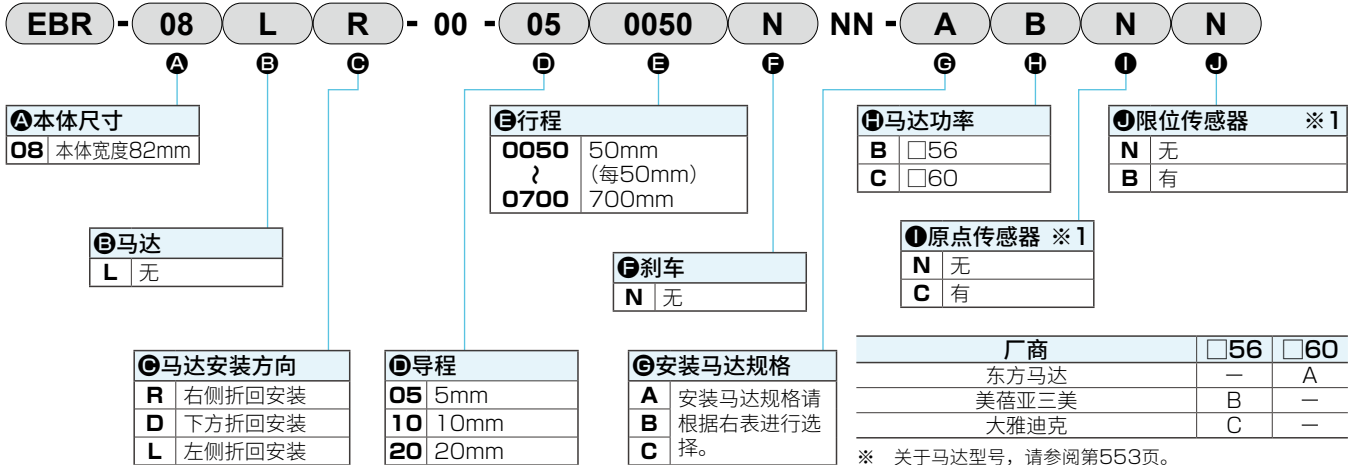 EBR - 08 L R - 00 - 05 0050 N NN - A B N N
A B C D E F G H I J
A本体尺寸
08 本体宽度82mm
B马达
L 无
C马达安装方向
R 右侧折回安装
D 下方折回安装
L 左侧折回安装
D导程
05 5mm
10 10mm
20 20mm
E行程
0050 50mm
~ (每50mm)
0700 700mm
F刹车
N 无
G安装马达规格
A 安装马达规格请
B 根据右表进行选
C 择。
H马达功率
B □56
C □60
I原点传感器 ※1
N 无
C 有
J限位传感器 ※1
N 无
B 有
厂商 □56 □60
东方马达 － A
美蓓亚三美 B －
大雅迪克 C －
※ 关于马达型号，请参阅第553页。